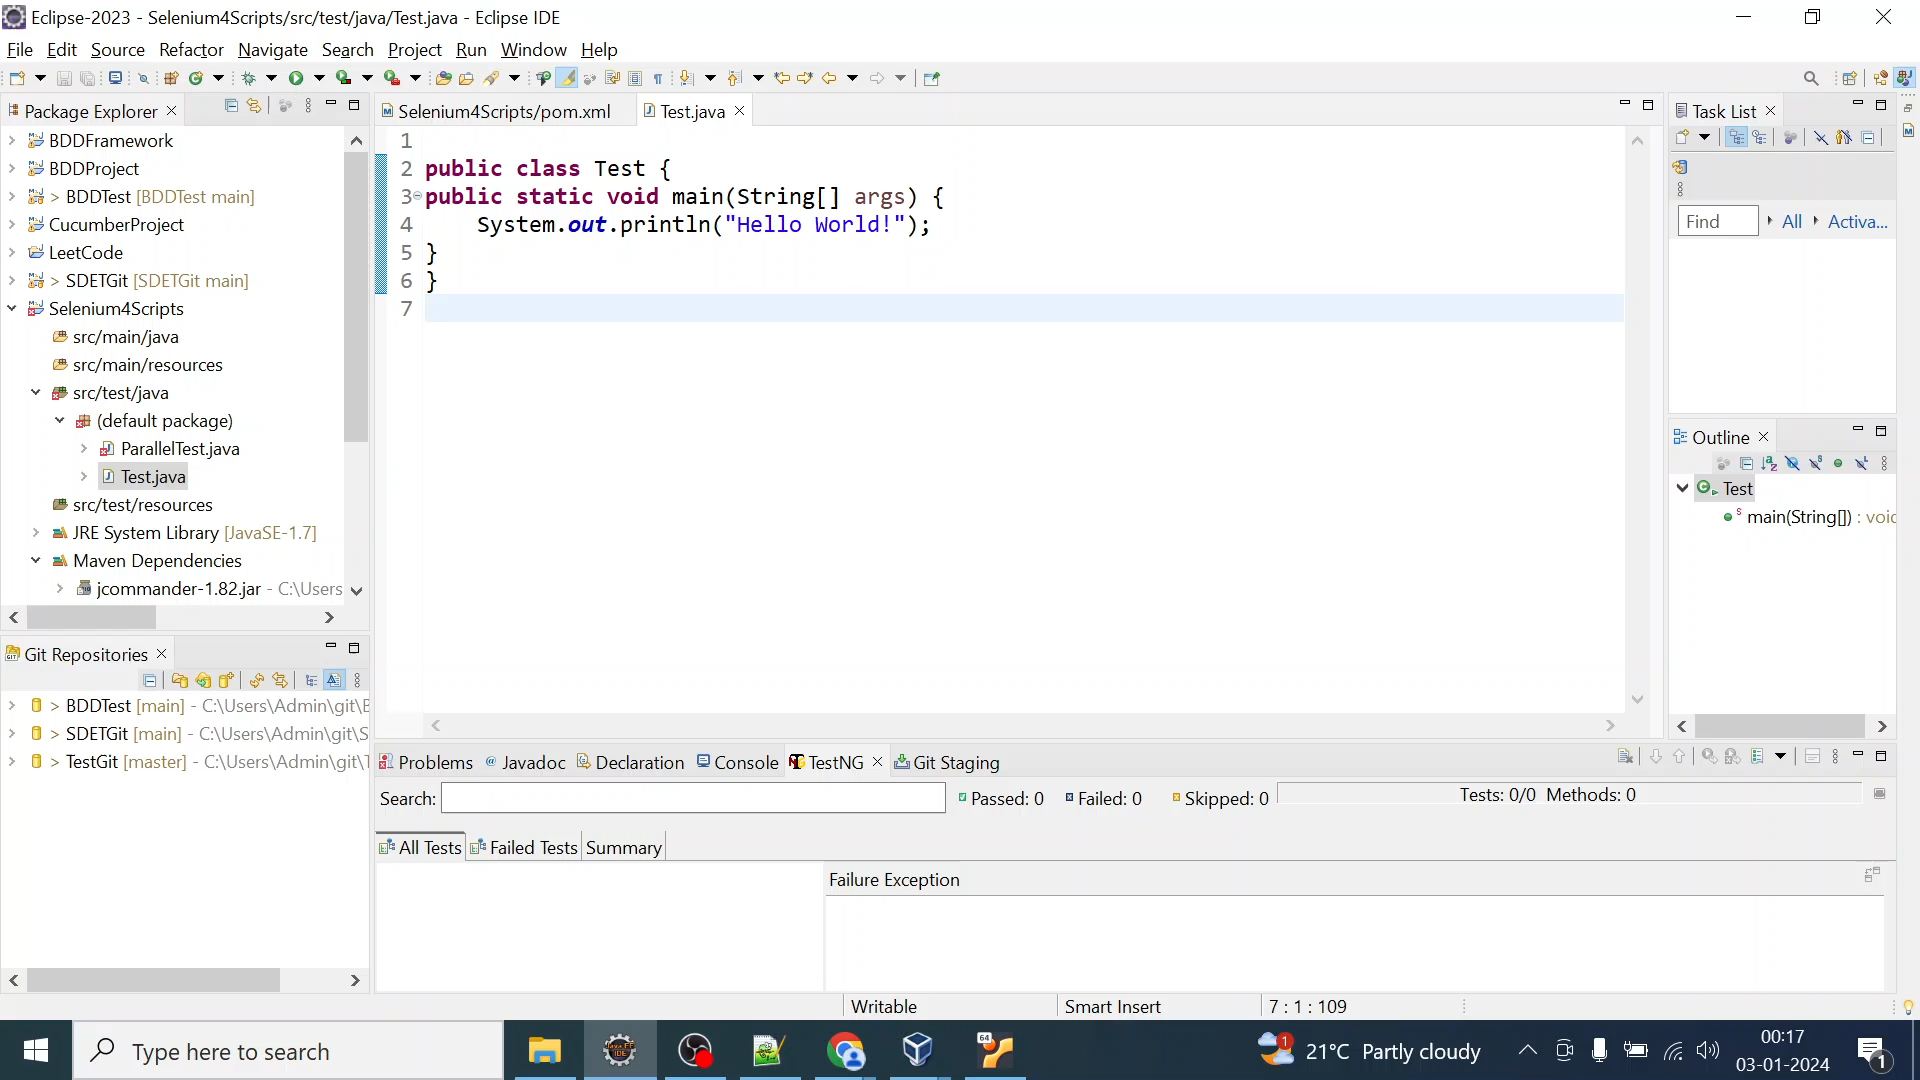 Eclipse-2023 - Selenium4Scripts/src/test/java/Test.java - Eclipse IDE
File Edit Source Refactor Navigate Search Project Run Window Help
Package Explorer
BDDFramework
BDDProject
> BDDTest [BDDTest main]
CucumberProject
LeetCode
> SDETGit [SDETGit main]
Selenium4Scripts
src/main/java
src/main/resources
src/test/java
(default package)
ParallelTest.java
Test.java
src/test/resources
JRE System Library [JavaSE-1.7]
Maven Dependencies
jcommander-1.82.jar - C:\Users
Git Repositories
> BDDTest [main] - C:\Users\Admin\git\B
> SDETGit [main] - C:\Users\Admin\git\S
> TestGit [master] - C:\Users\Admin\git\T
Selenium4Scripts/pom.xml Test.java
1
2 public class Test {
3 public static void main(String[] args) {
4 System.out.println("Hello World!");
5 }
6 }
7
Problems Javadoc Declaration Console TestNG Git Staging
Search: Passed: 0 Failed: 0 Skipped: 0 Tests: 0/0 Methods: 0
All Tests Failed Tests Summary
Failure Exception
Task List
Find All Activa...
Outline
Test
main(String[]) : void
Writable Smart Insert 7 : 1 : 109
Type here to search
64
1 21°C Partly cloudy
00:17
03-01-2024
1